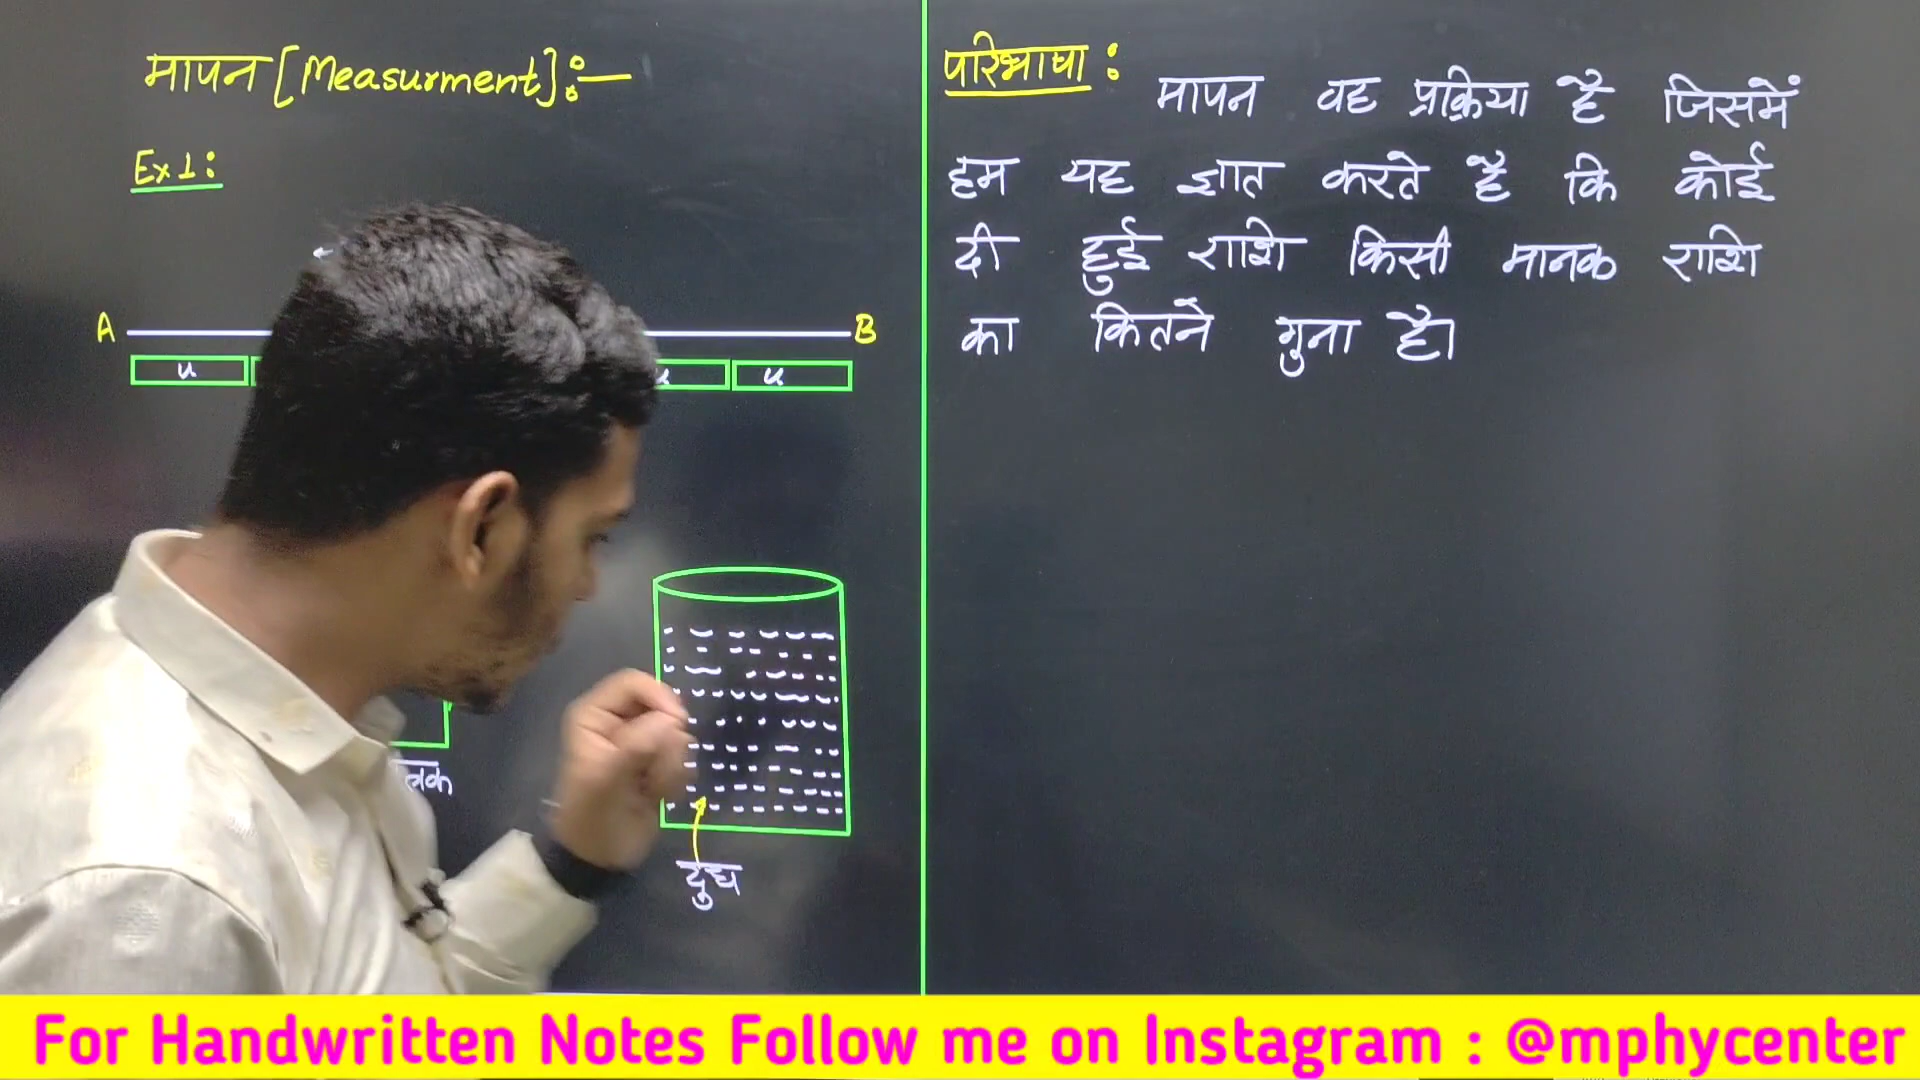 मापन [Measurment]:—
Ex 1:
A
B
u
u
दुध
परिभाषा :
मापन वह प्रक्रिया है जिसमें
हम यह ज्ञात करते है कि कोई
दी हुई राशि किसी मानक राशि
का कितने गुना है।
For Handwritten Notes Follow me on Instagram : @mphycenter